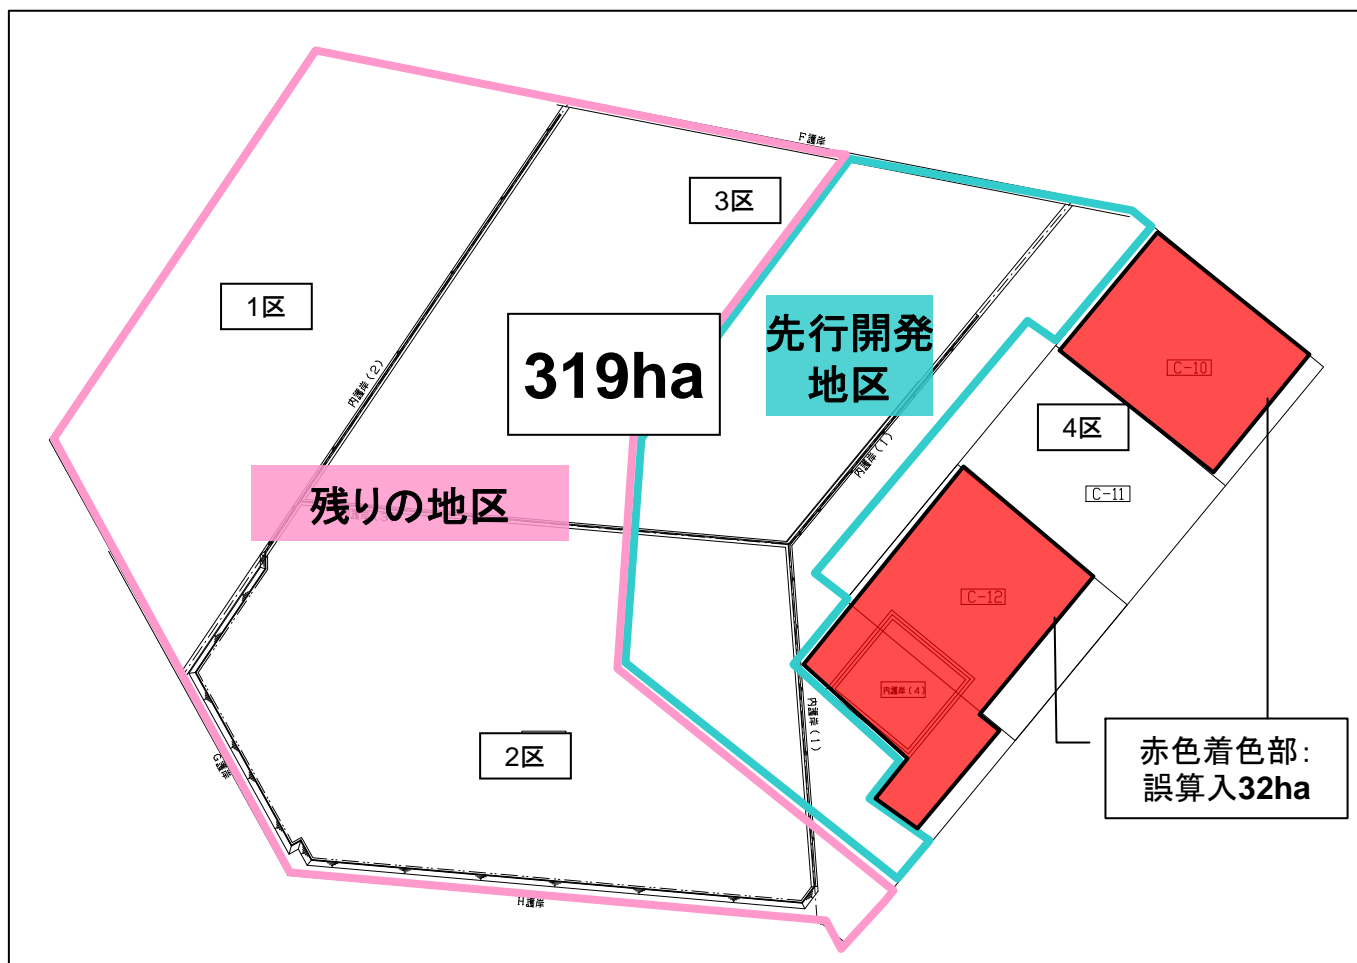 F護岸
3区
1区
319ha
先行開発
地区
内護岸(2)
C-10
4区
内護岸(1)
残りの地区
C-11
C-12
内護岸(4)
内護岸(1)
2区
G護岸
H護岸
赤色着色部:
誤算入32ha